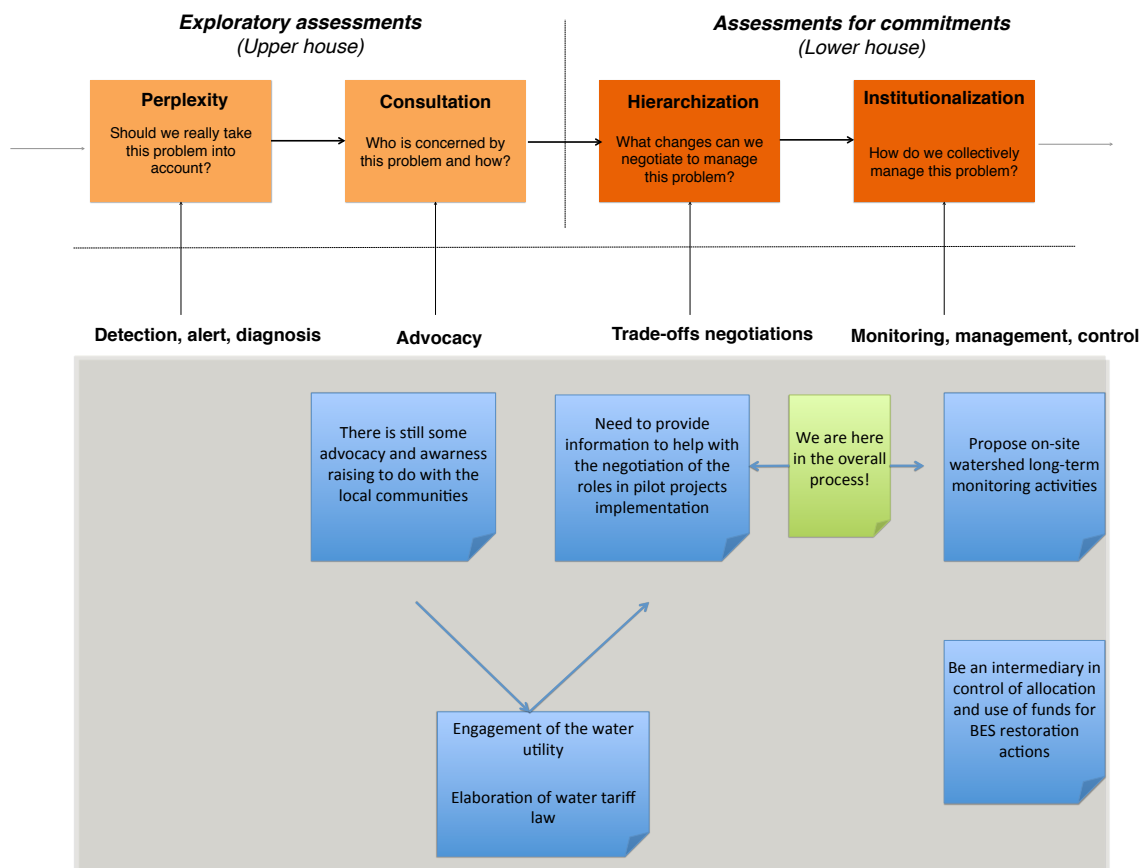 Exploratory assessments
(Upper house)
Assessments for commitments
(Lower house)
Perplexity
Should we really take
this problem into
account?
Consultation
Who is concerned by
this problem and how?
Hierarchization
What changes can we
negotiate to manage
this problem?
Institutionalization
How do we collectively
manage this problem?
Detection, alert, diagnosis
Advocacy
Trade-offs negotiations
Monitoring, management, control
There is still some
advocacy and awarness
raising to do with the
local communities
Need to provide
information to help with
the negotiation of the
roles in pilot projects
implementation
We are here
in the overall
process!
Propose on-site
watershed long-term
monitoring activities
Engagement of the water
utility
Elaboration of water tariff
law
Be an intermediary in
control of allocation
and use of funds for
BES restoration
actions